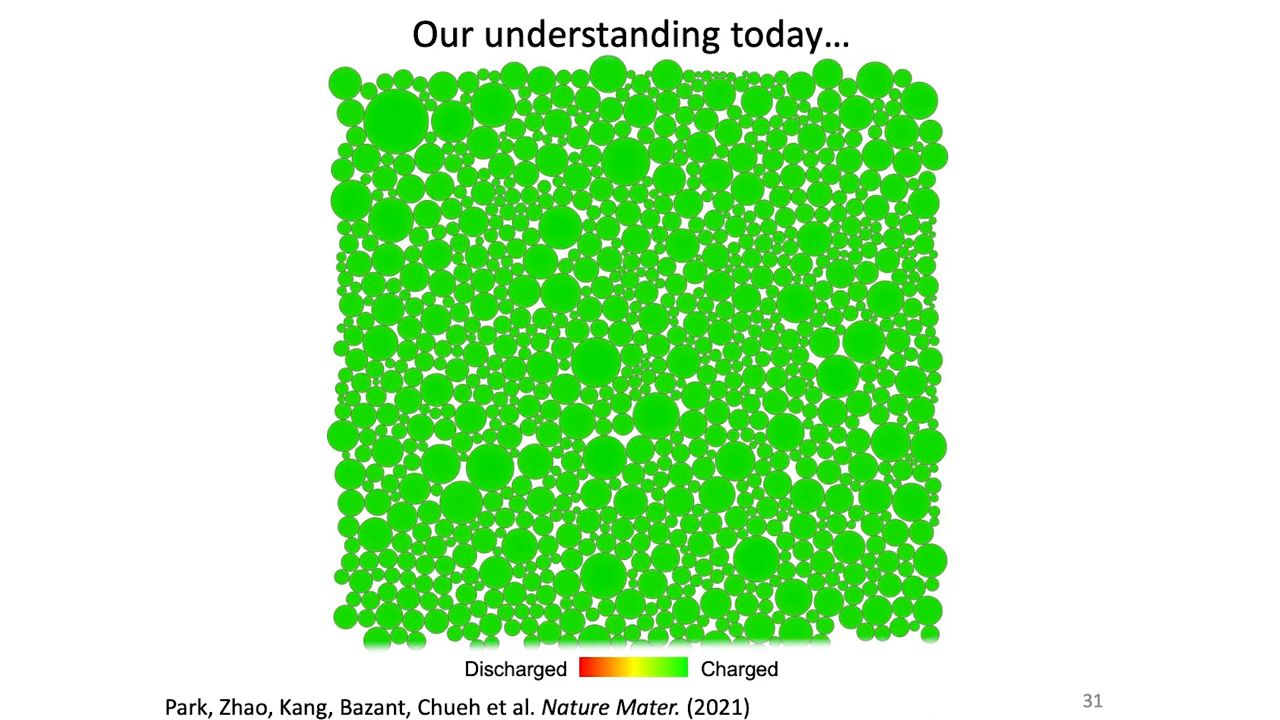 Our understanding today...
Discharged Charged
Park, Zhao, Kang, Bazant, Chueh et al. Nature Mater. (2021)
31